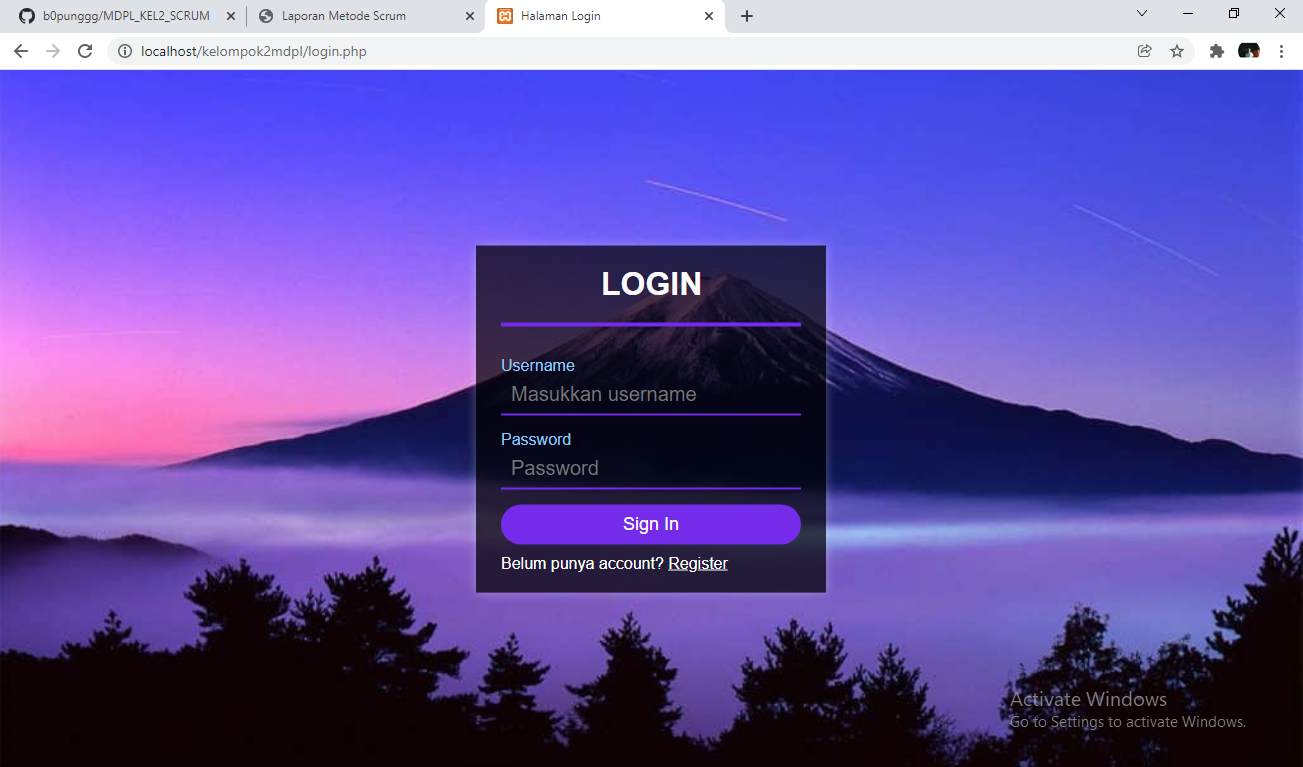 b0punggg/MDPL_KEL2_SCRUM
Laporan Metode Scrum
Halaman Login
localhost/kelompok2mdpl/login.php
LOGIN
Username
Masukkan username
Password
Password
Sign In
Belum punya account? Register
Activate Windows
Go to Settings to activate Windows.